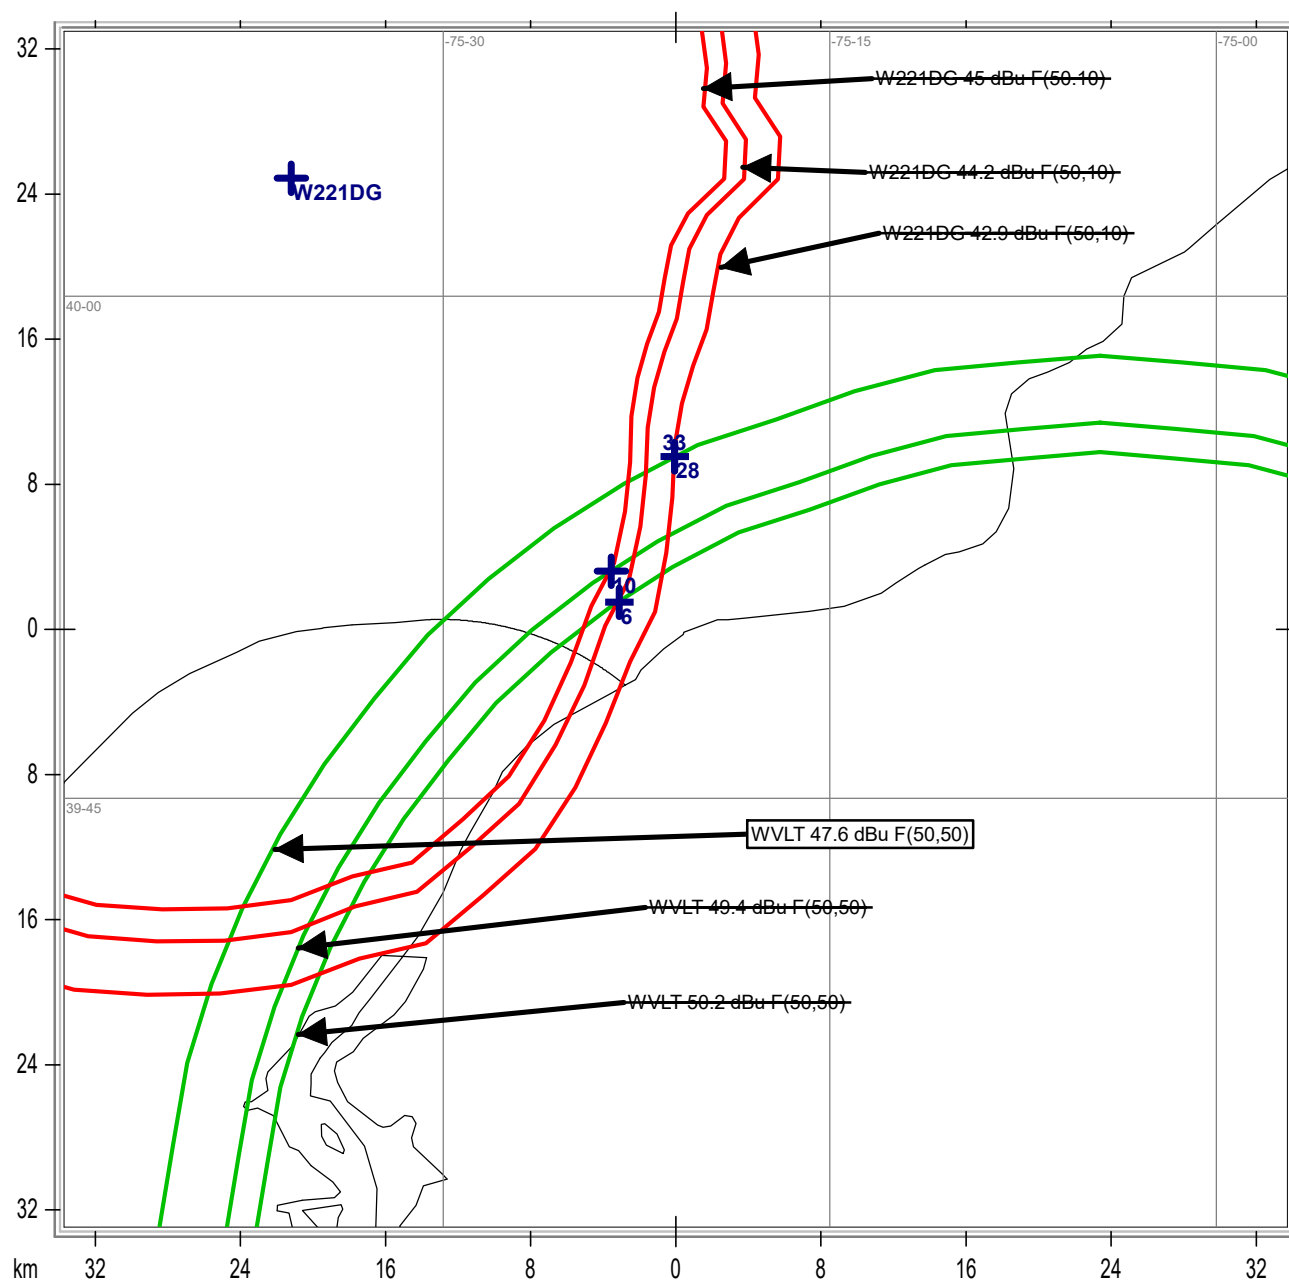 -75-30
-75-15
-75-00
32
W221DG 45 dBu F(50.10)
W221DG 44.2 dBu F(50,10)
W221DG
24
W221DG 42.9 dBu F(50,10)
40-00
16
33
28
8
10
6
0
8
39-45
WVLT 47.6 dBu F(50,50)
WVLT 49.4 dBu F(50,50)
16
WVLT 50.2 dBu F(50,50)
24
32
km 32 24 16 8 0 8 16 24 32